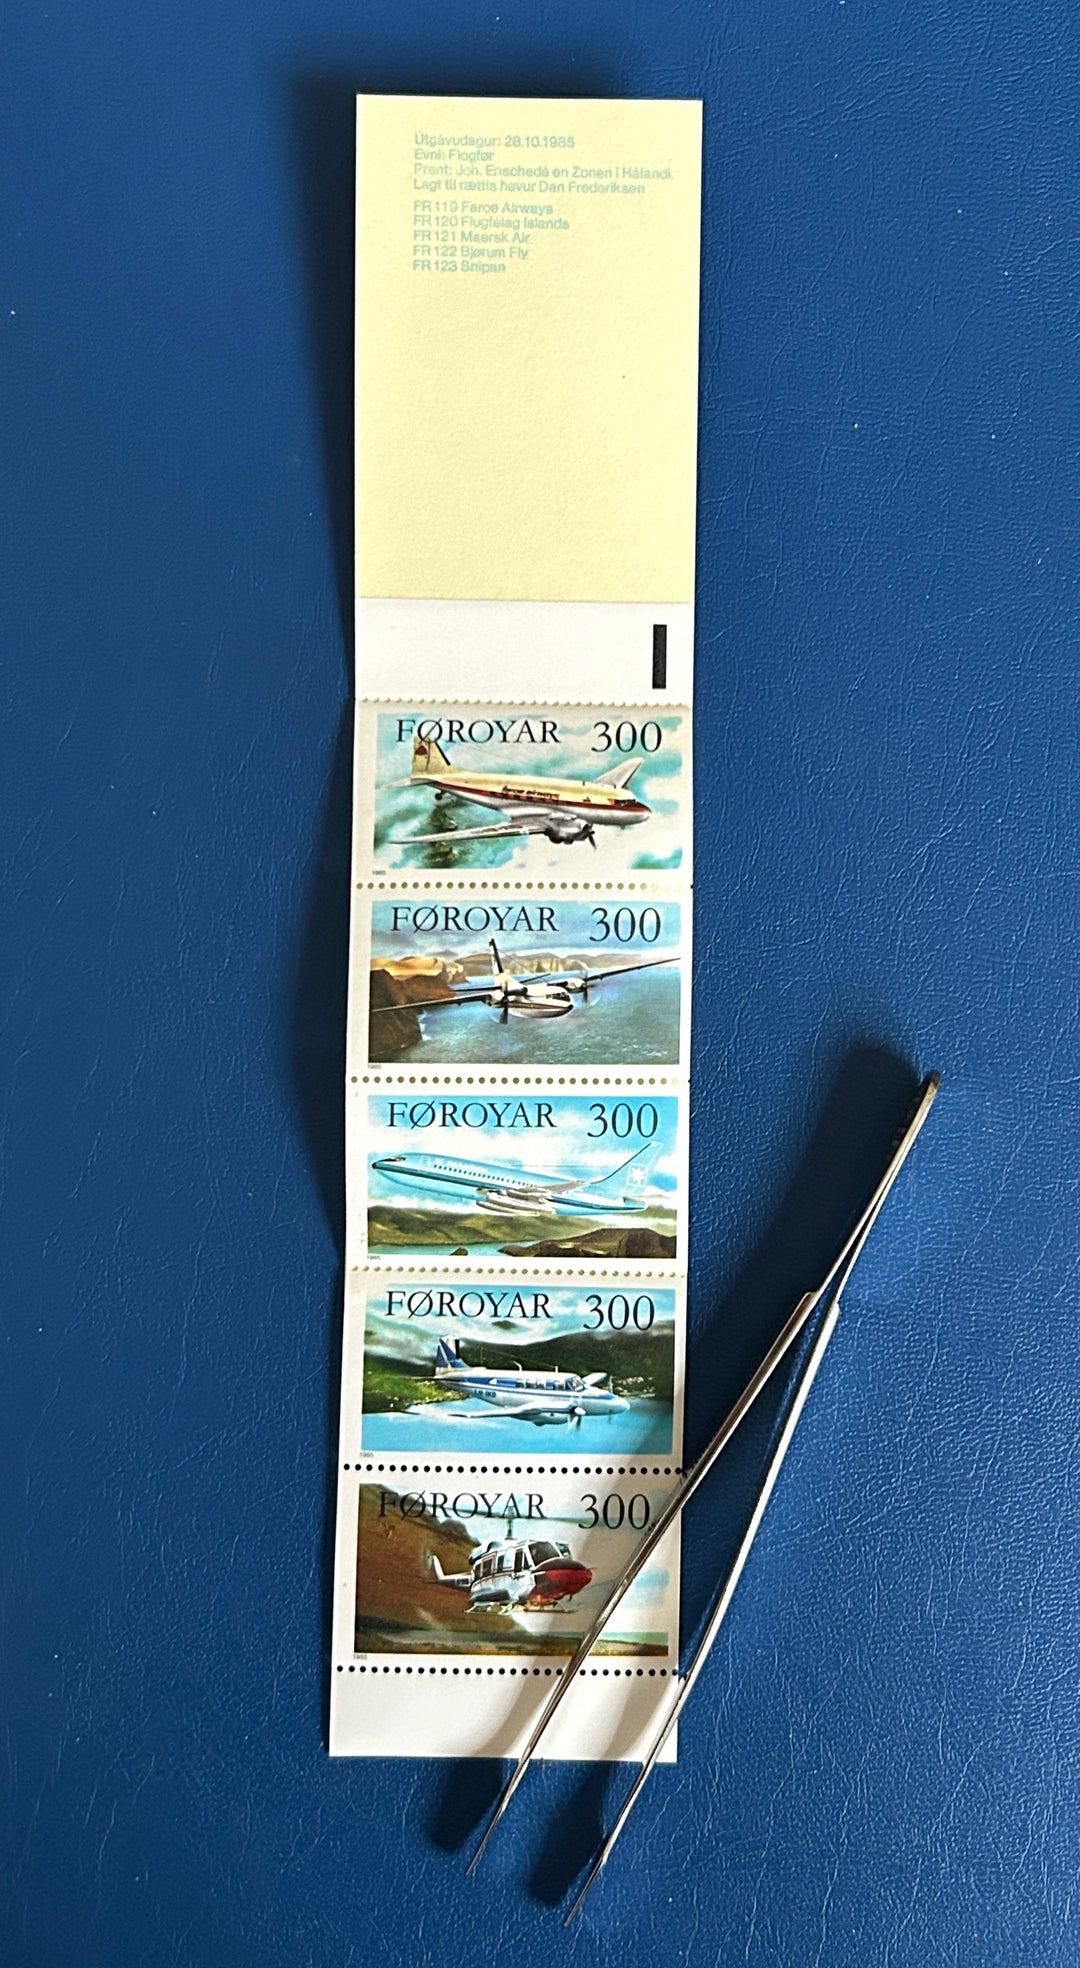 Útgávudagur: 28.10.1985
Evni: Flogfør
Prent: Joh. Enschedé en Zonen í Hálandi.
Lagt til rættis hevur Dan Frederiksen
FR 119 Faroe Airways
FR 120 Flugfélag Íslands
FR 121 Maersk Air
FR 122 Bjørum Fly
FR 123 Snipan
FØROYAR 300
1985
FØROYAR 300
1985
FØROYAR 300
1985
FØROYAR 300
1985
FØROYAR 300
1985